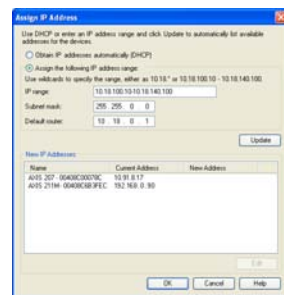 Assign IP Address
Use DHCP or enter an IP address range and click Update to automatically list available
addresses for the devices.
Obtain IP addresses automatically (DHCP)
Assign the following IP address range:
Use wildcards to specify the range, either as 10.18.* or 10.18.100.10 - 10.18.140.100.
IP range: 10.18.100.10-10.18.140.100
Subnet mask: 255 . 255 . 0 . 0
Default router: 10 . 18 . 0 . 1
Update
New IP Addresses:
Name Current Address New Address
AXIS 207 - 00408C00078C 10.91.8.17
AXIS 211M - 00408C6B3FEC 192.168.0.90
Edit
OK Cancel Help